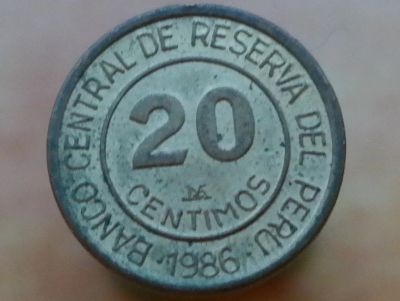 BANCO CENTRAL DE RESERVA DEL PERU
20
CENTIMOS
· 1986 ·